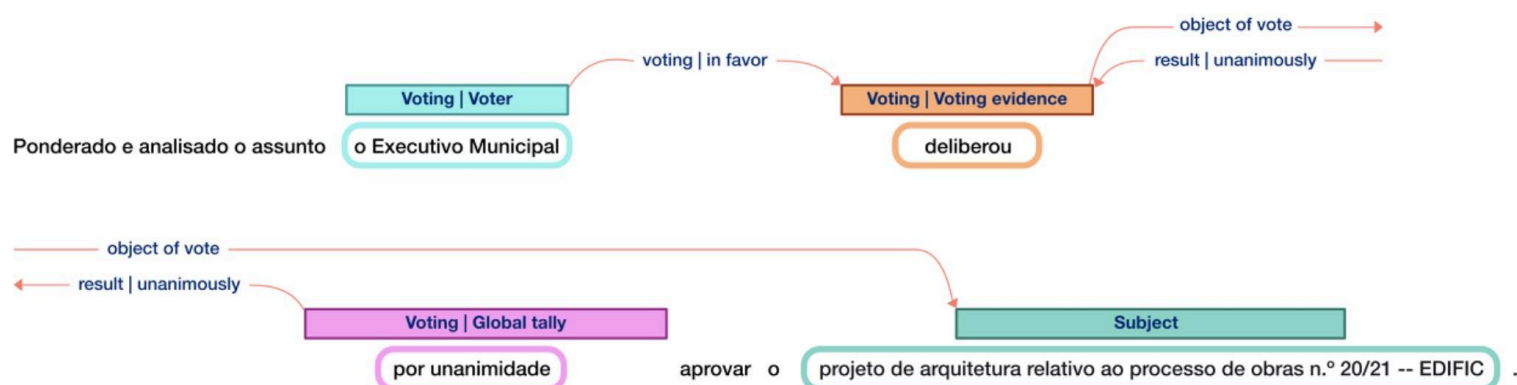 object of vote
voting | in favor result | unanimously
Voting | Voter Voting | Voting evidence
Ponderado e analisado o assunto o Executivo Municipal deliberou
object of vote
result | unanimously
Voting | Global tally Subject
por unanimidade aprovar o projeto de arquitetura relativo ao processo de obras n.º 20/21 -- EDIFIC .